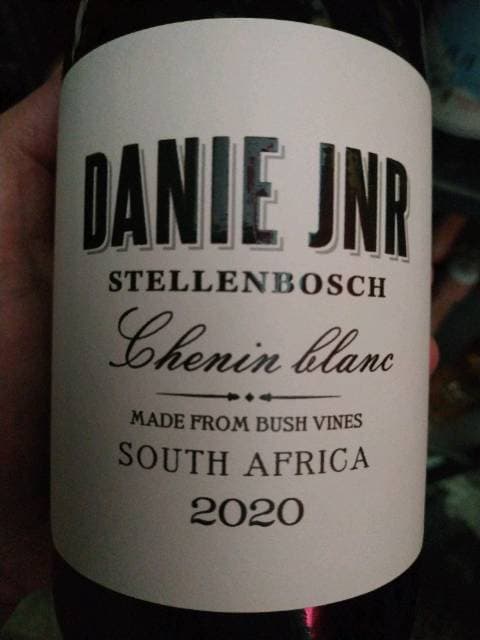 DANIE JNR
STELLENBOSCH
Chenin blanc
MADE FROM BUSH VINES
SOUTH AFRICA
2020